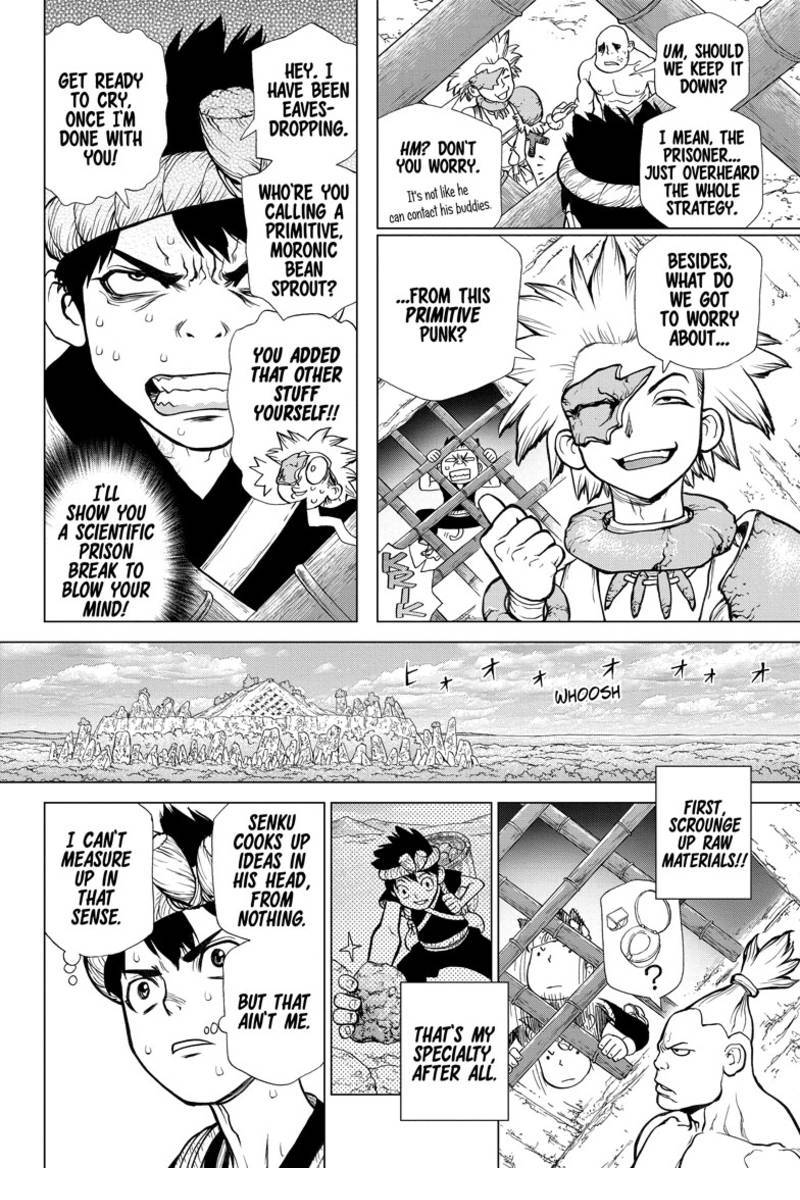 UM, SHOULD
WE KEEP IT
DOWN?
I MEAN, THE
PRISONER...
JUST OVERHEARD
THE WHOLE
STRATEGY.
HM? DON'T
YOU WORRY.
It's not like he
can contact his buddies.
BESIDES,
WHAT DO
WE GOT
TO WORRY
ABOUT...
...FROM THIS
PRIMITIVE
PUNK?
KRIK
HEY. I
HAVE BEEN
EAVES-
DROPPING.
WHO'RE YOU
CALLING A
PRIMITIVE,
MORONIC
BEAN
SPROUT?
GET READY
TO CRY,
ONCE I'M
DONE WITH
YOU!
YOU ADDED
THAT OTHER
STUFF
YOURSELF!!
I'LL
SHOW YOU
A SCIENTIFIC
PRISON
BREAK TO
BLOW YOUR
MIND!
ヒュオオオオオオ
WHOOSH
FIRST,
SCROUNGE
UP RAW
MATERIALS!!
?
THAT'S MY
SPECIALTY,
AFTER ALL.
SENKU
COOKS UP
IDEAS IN
HIS HEAD,
FROM
NOTHING.
BUT THAT
AIN'T ME.
I CAN'T
MEASURE
UP IN
THAT
SENSE.